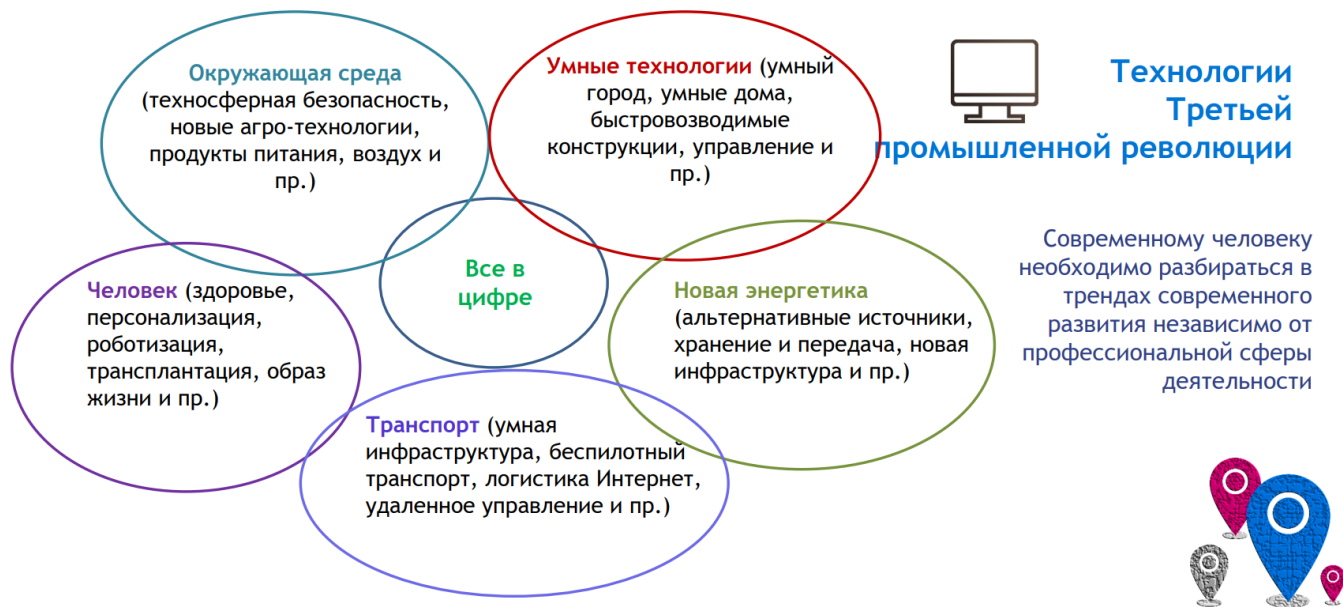 Окружающая среда
(техносферная безопасность,
новые агро-технологии,
продукты питания, воздух и
пр.)
Умные технологии (умный
город, умные дома,
быстровозводимые
конструкции, управление и
пр.)
Технологии
Третьей
промышленной революции
Все в
цифре
Человек (здоровье,
персонализация,
роботизация,
трансплантация, образ
жизни и пр.)
Новая энергетика
(альтернативные источники,
хранение и передача, новая
инфраструктура и пр.)
Транспорт (умная
инфраструктура, беспилотный
транспорт, логистика Интернет,
удаленное управление и пр.)
Современному человеку
необходимо разбираться в
трендах современного
развития независимо от
профессиональной сферы
деятельности